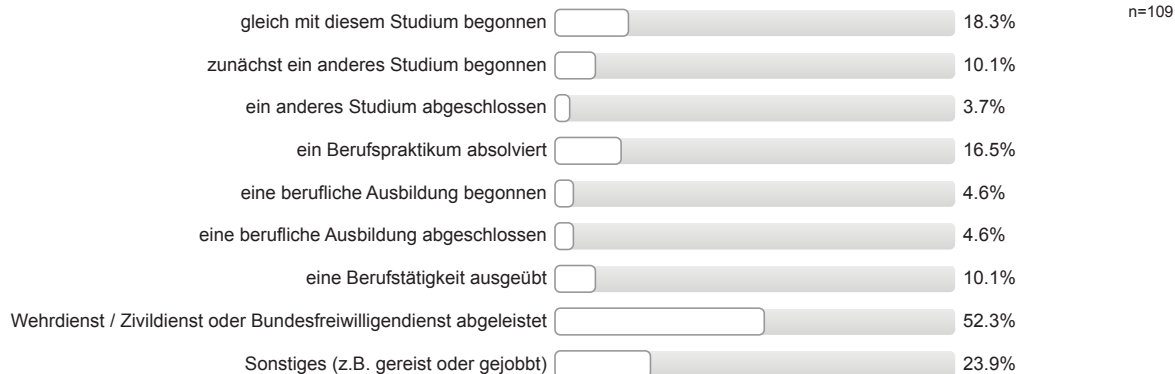 n=109
gleich mit diesem Studium begonnen 18.3%
zunächst ein anderes Studium begonnen 10.1%
ein anderes Studium abgeschlossen 3.7%
ein Berufspraktikum absolviert 16.5%
eine berufliche Ausbildung begonnen 4.6%
eine berufliche Ausbildung abgeschlossen 4.6%
eine Berufstätigkeit ausgeübt 10.1%
Wehrdienst / Zivildienst oder Bundesfreiwilligendienst abgeleistet 52.3%
Sonstiges (z.B. gereist oder gejobbt) 23.9%